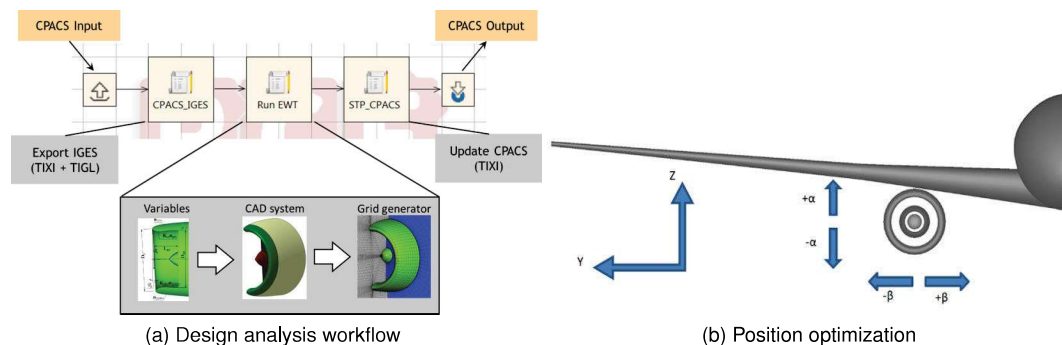 CPACS Input
CPACS Output
CPACS_IGES
Run EWT
STP_CPACS
Export IGES
(TIXI + TIGL)
Update CPACS
(TIXI)
Variables
CAD system
Grid generator
(a) Design analysis workflow
Z
Y
+α
-α
-β
+β
(b) Position optimization